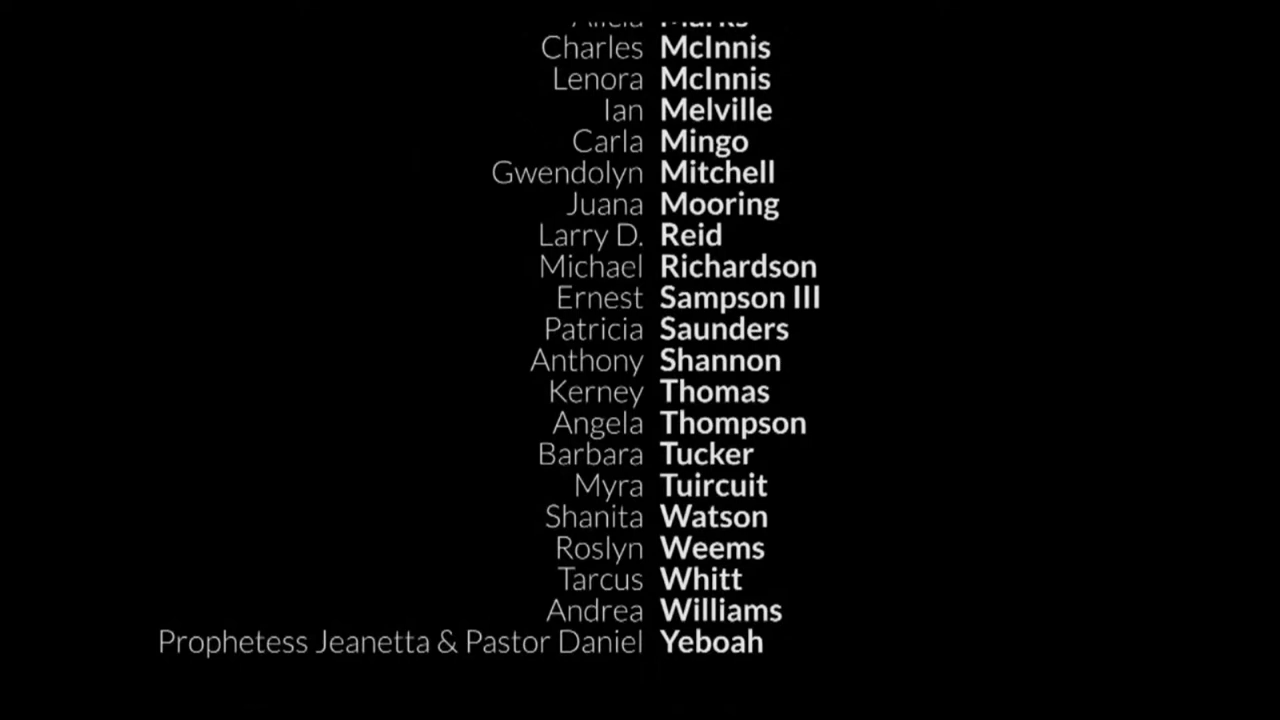 Alicia Marks
Charles McInnis
Lenora McInnis
Ian Melville
Carla Mingo
Gwendolyn Mitchell
Juana Mooring
Larry D. Reid
Michael Richardson
Ernest Sampson III
Patricia Saunders
Anthony Shannon
Kerney Thomas
Angela Thompson
Barbara Tucker
Myra Tuircuit
Shanita Watson
Roslyn Weems
Tarcus Whitt
Andrea Williams
Prophetess Jeanetta & Pastor Daniel Yeboah